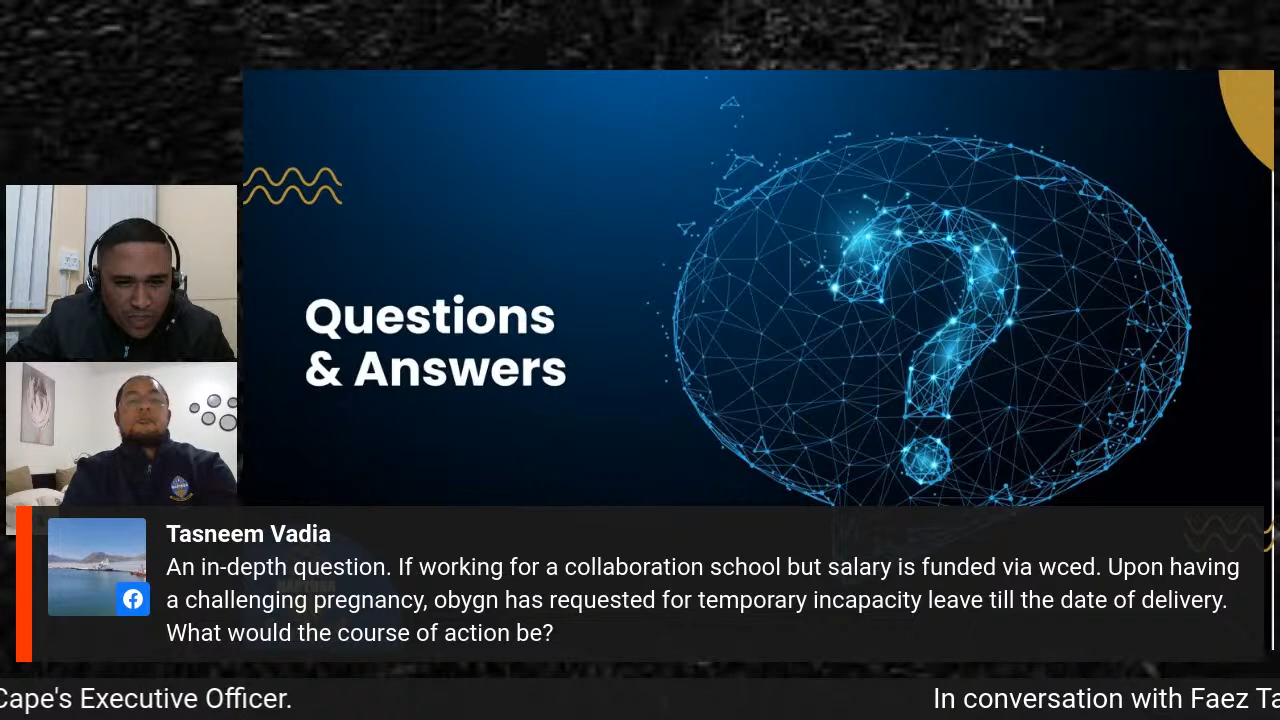 Questions
& Answers
Tasneem Vadia
An in-depth question. If working for a collaboration school but salary is funded via wced. Upon having
a challenging pregnancy, obygn has requested for temporary incapacity leave till the date of delivery.
What would the course of action be?
Cape's Executive Officer.
In conversation with Faez Ta